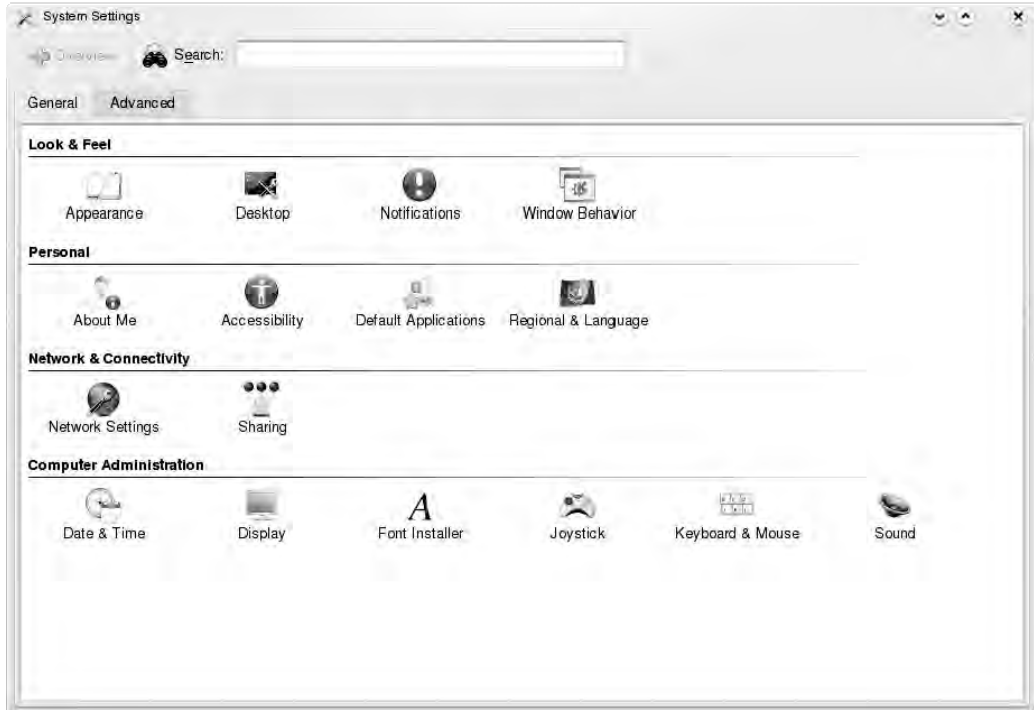 System Settings
Overview Search:
General Advanced
Look & Feel
Appearance Desktop Notifications Window Behavior
Personal
About Me Accessibility Default Applications Regional & Language
Network & Connectivity
Network Settings Sharing
Computer Administration
Date & Time Display Font Installer Joystick Keyboard & Mouse Sound